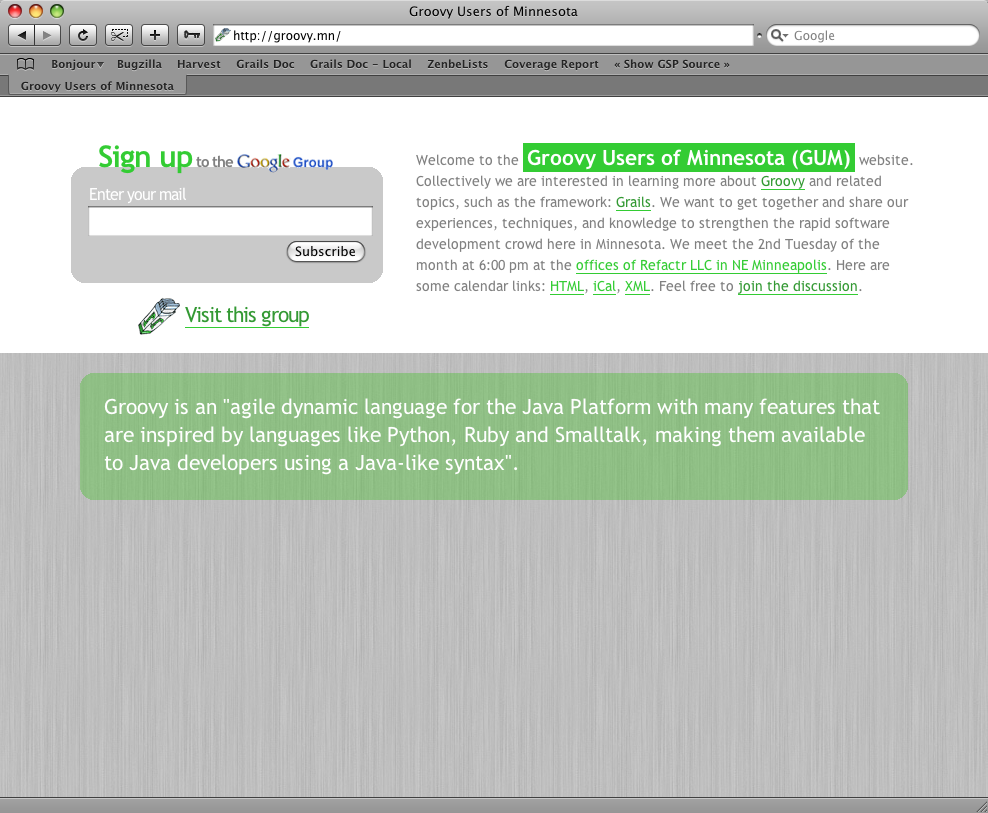 Groovy Users of Minnesota
http://groovy.mn/
Google
Bonjour Bugzilla Harvest Grails Doc Grails Doc - Local ZenbeLists Coverage Report « Show GSP Source »
Groovy Users of Minnesota
Sign up to the Google Group
Enter your mail
Subscribe
Visit this group
Welcome to the Groovy Users of Minnesota (GUM) website.
Collectively we are interested in learning more about Groovy and related
topics, such as the framework: Grails. We want to get together and share our
experiences, techniques, and knowledge to strengthen the rapid software
development crowd here in Minnesota. We meet the 2nd Tuesday of the
month at 6:00 pm at the offices of Refactr LLC in NE Minneapolis. Here are
some calendar links: HTML, iCal, XML. Feel free to join the discussion.
Groovy is an "agile dynamic language for the Java Platform with many features that
are inspired by languages like Python, Ruby and Smalltalk, making them available
to Java developers using a Java-like syntax".